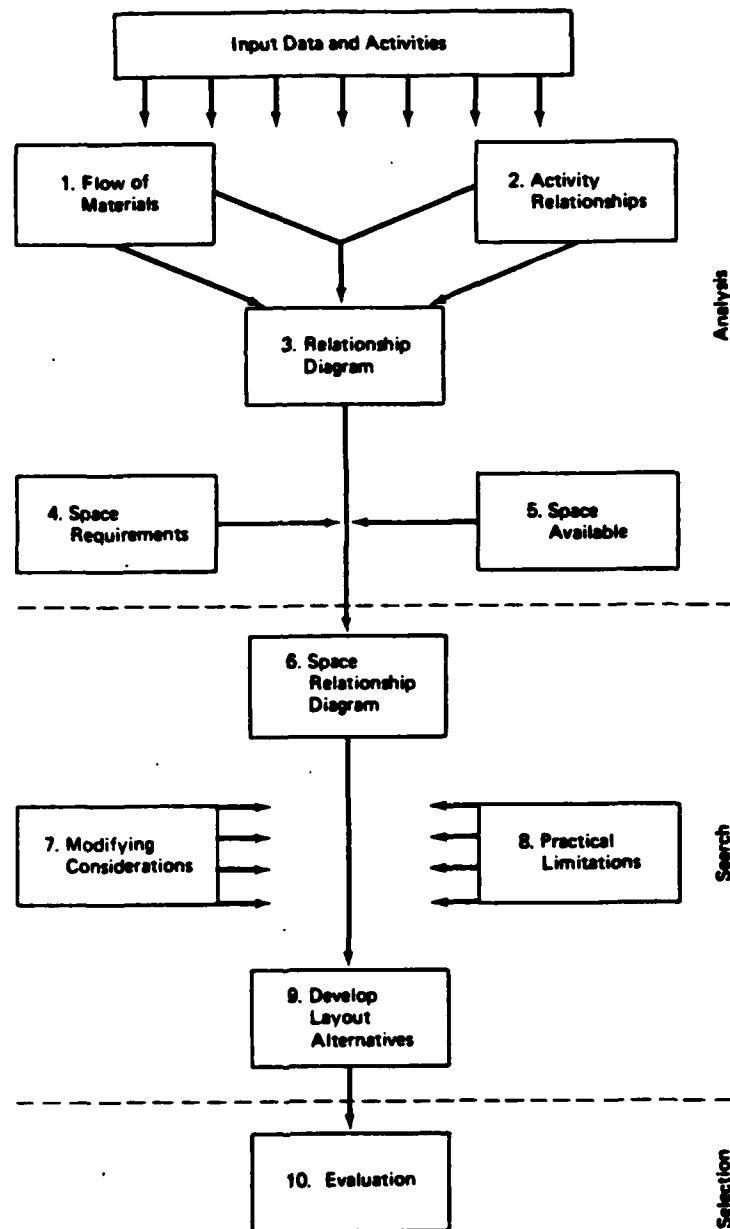 Input Data and Activities
1. Flow of
Materials
2. Activity
Relationships
Analysis
3. Relationship
Diagram
4. Space
Requirements
5. Space
Available
6. Space
Relationship
Diagram
7. Modifying
Considerations
8. Practical
Limitations
Search
9. Develop
Layout
Alternatives
10. Evaluation
Selection